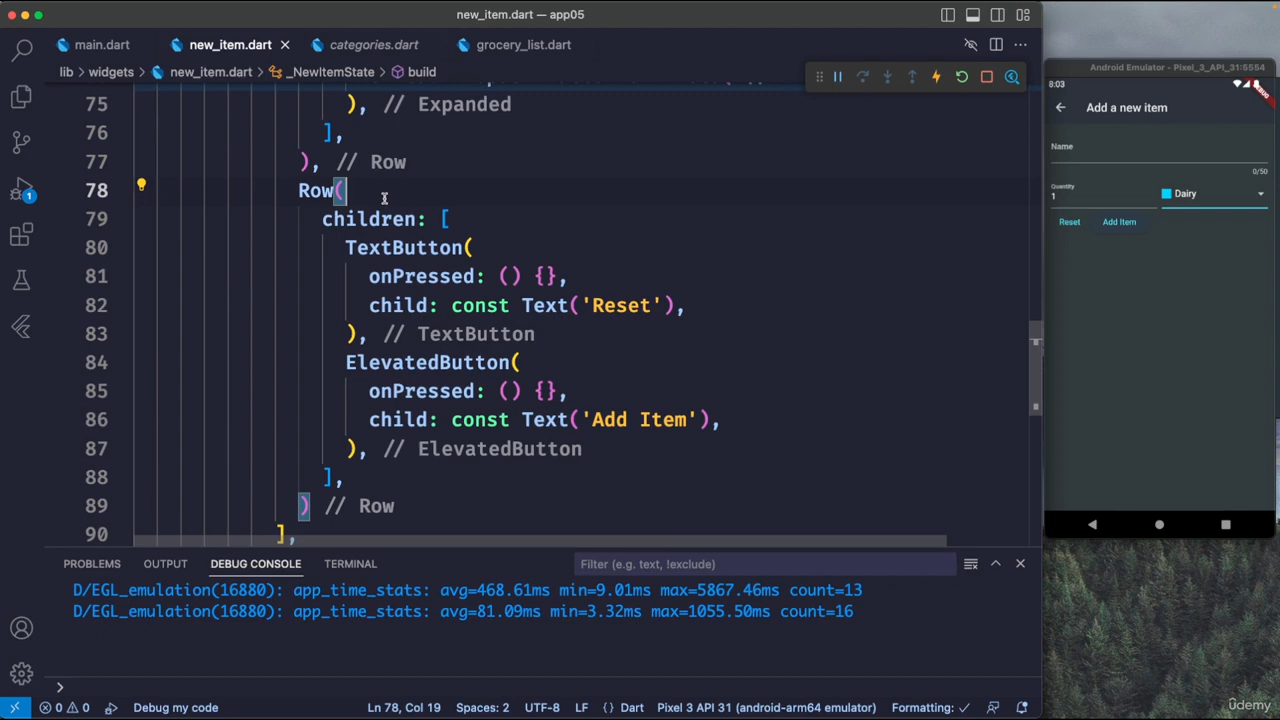 new_item.dart — app05
main.dart
new_item.dart
categories.dart
grocery_list.dart
lib > widgets > new_item.dart > _NewItemState > build
75 ), // Expanded
76 ],
77 ), // Row
78 Row(
79 children: [
80 TextButton(
81 onPressed: () {},
82 child: const Text('Reset'),
83 ), // TextButton
84 ElevatedButton(
85 onPressed: () {},
86 child: const Text('Add Item'),
87 ), // ElevatedButton
88 ],
89 ) // Row
90 ],
1
PROBLEMS OUTPUT DEBUG CONSOLE TERMINAL
Filter (e.g. text, !exclude)
D/EGL_emulation(16880): app_time_stats: avg=468.61ms min=9.01ms max=5867.46ms count=13
D/EGL_emulation(16880): app_time_stats: avg=81.09ms min=3.32ms max=1055.50ms count=16
0 0 Debug my code Ln 78, Col 19 Spaces: 2 UTF-8 LF {} Dart Pixel 3 API 31 (android-arm64 emulator) Formatting: ✓
Android Emulator - Pixel_3_API_31:5554
8:03
DEBUG
Add a new item
Name
0/50
Quantity
1
Dairy
Reset
Add Item
ûdemy